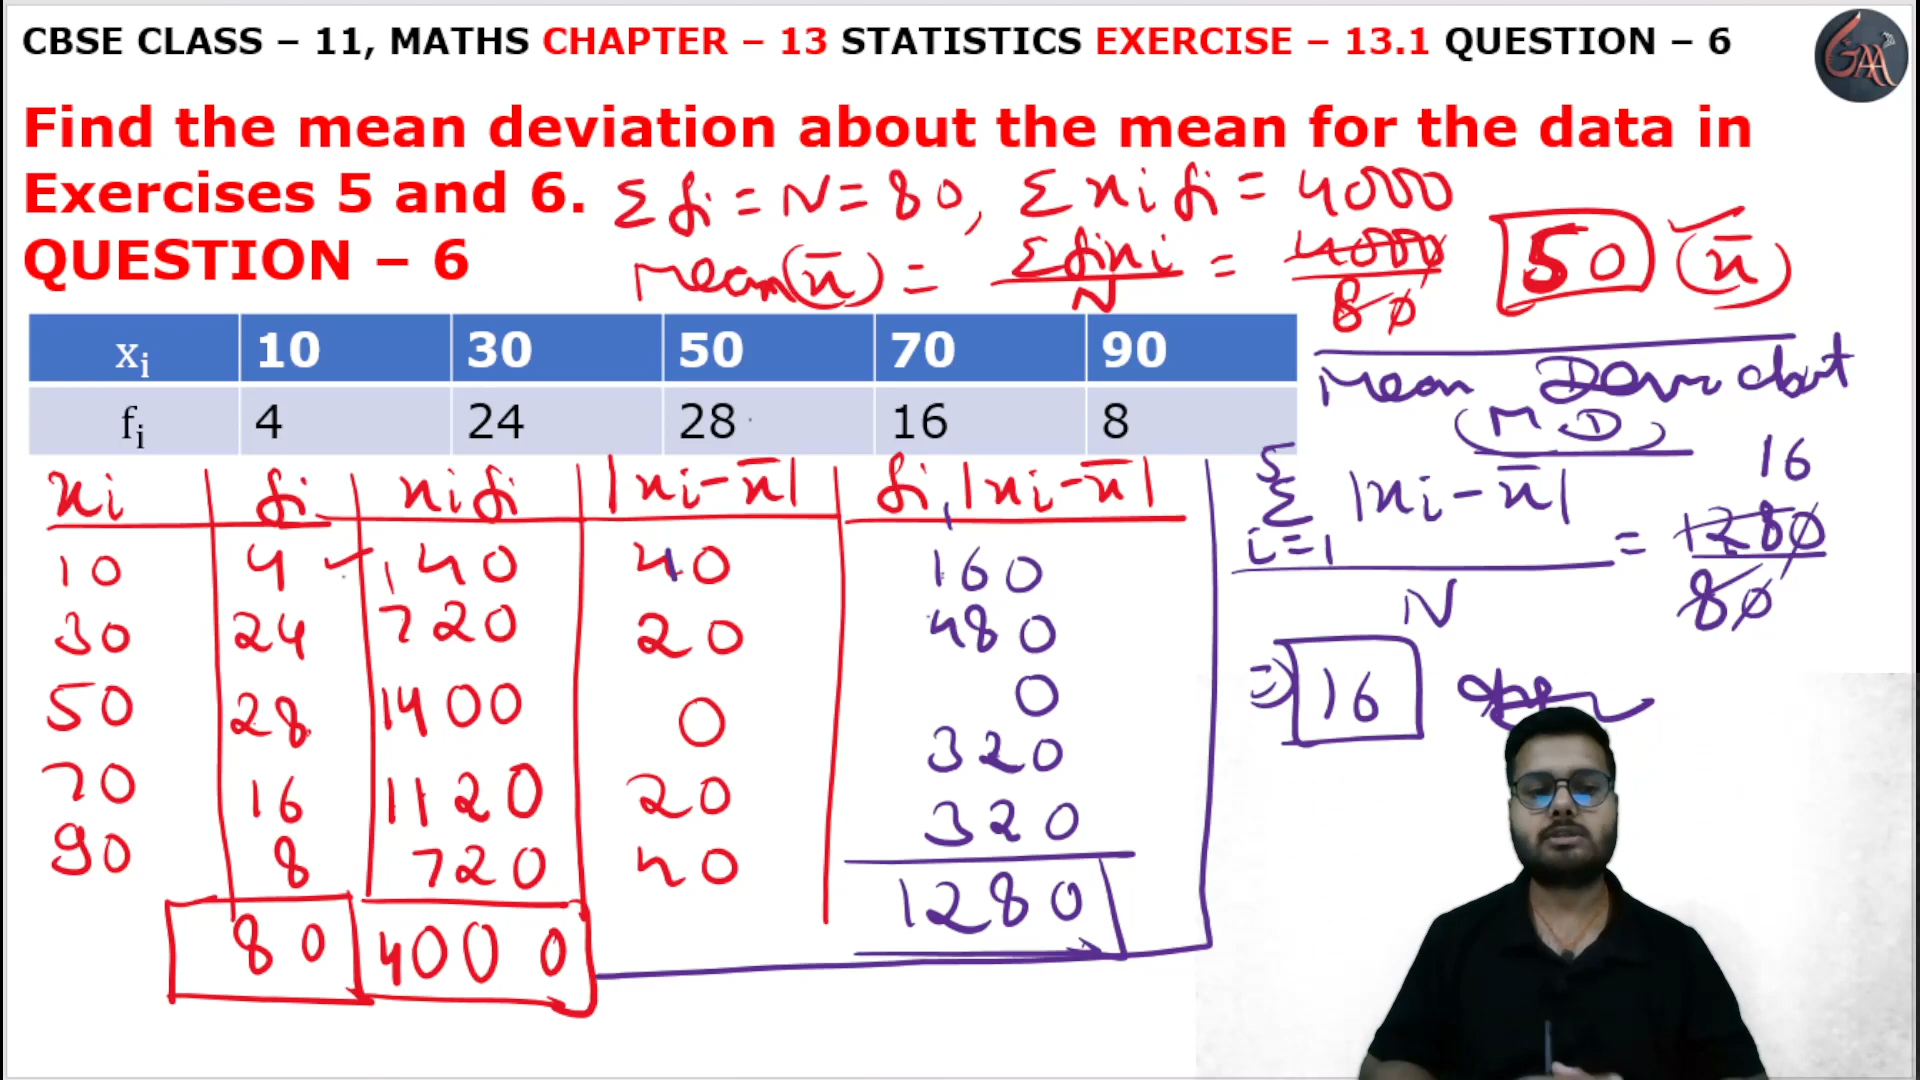 CBSE CLASS – 11, MATHS CHAPTER – 13 STATISTICS EXERCISE – 13.1 QUESTION – 6
Find the mean deviation about the mean for the data in
Exercises 5 and 6. Σfi = N = 80, Σxifi = 4000
QUESTION – 6 Mean(x̄) = Σfixi/N = 4000/80 50 (x̄)
xi 10 30 50 70 90
fi 4 24 28 16 8
Mean about
(M.D)
xi fi xifi |xi-x̄| fi|xi-x̄|
10 4 40 40 160
30 24 720 20 480
50 28 1400 0 0
70 16 1120 20 320
90 8 720 40 320
80 4000 1280
5
Σ |xi-x̄| 16
i=1 = 1280
N 80
⇒ 16